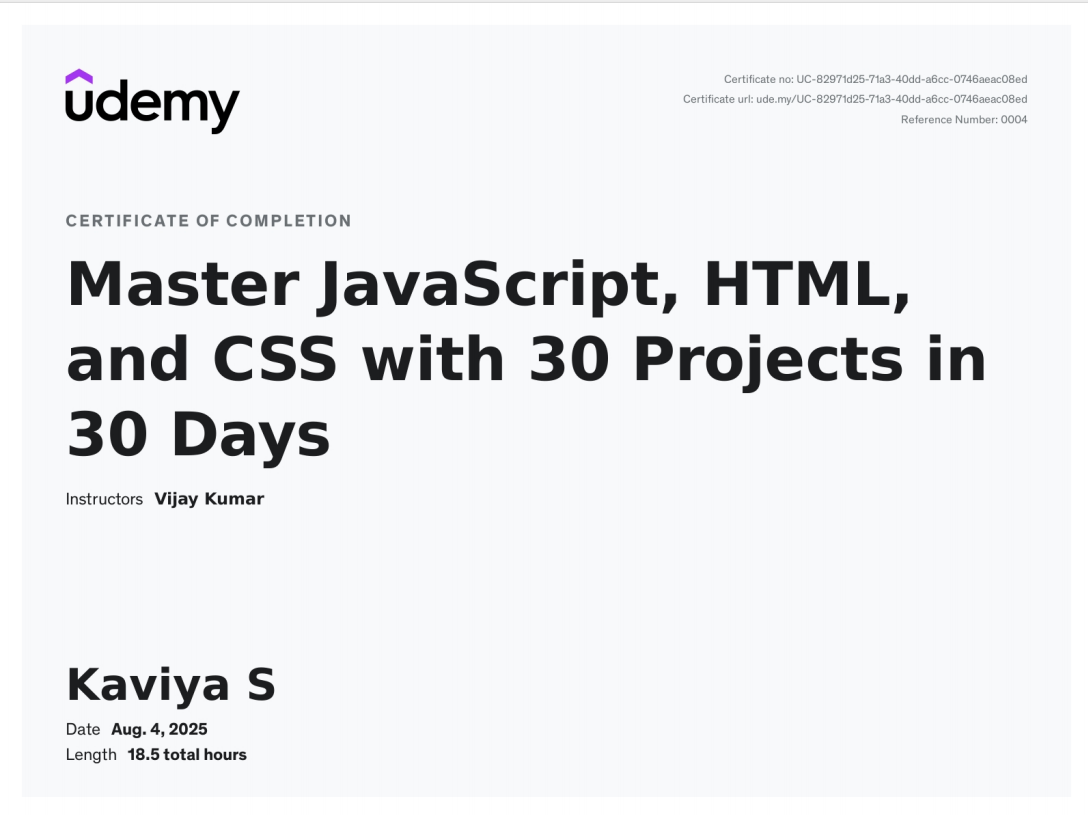 udemy
Certificate no: UC-82971d25-71a3-40dd-a6cc-0746aeac08ed
Certificate url: ude.my/UC-82971d25-71a3-40dd-a6cc-0746aeac08ed
Reference Number: 0004
CERTIFICATE OF COMPLETION
Master JavaScript, HTML,
and CSS with 30 Projects in
30 Days
Instructors Vijay Kumar
Kaviya S
Date Aug. 4, 2025
Length 18.5 total hours